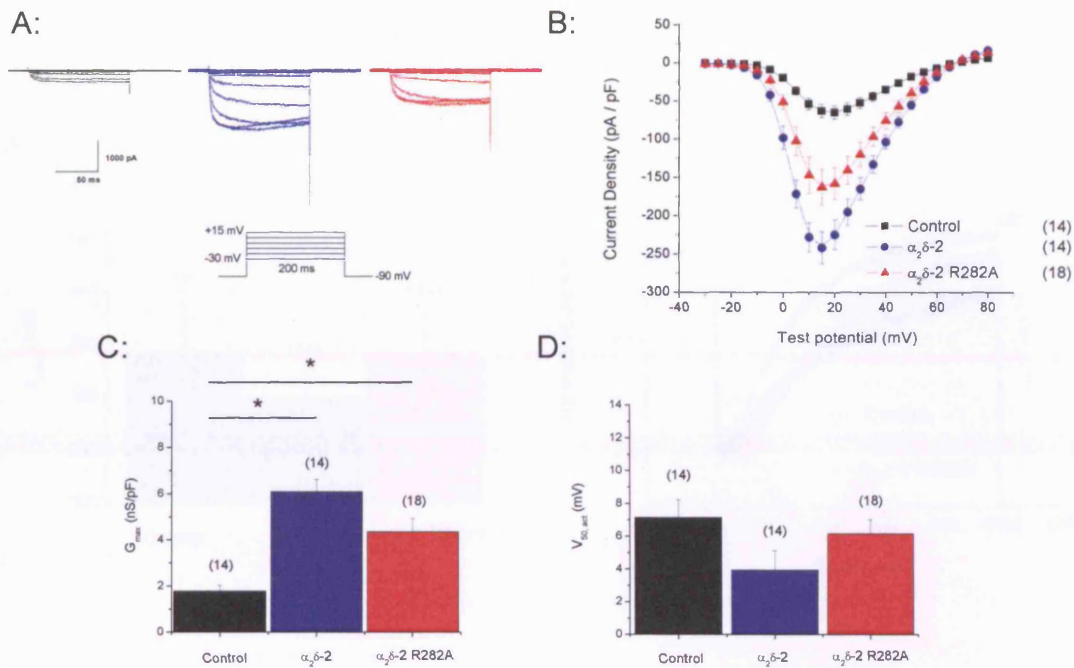 A:
1000 pA
50 ms
+15 mV
-30 mV
200 ms
-90 mV
B:
50
0
-50
-100
-150
-200
-250
-300
-40
-20
0
20
40
60
80
Current Density (pA / pF)
Test potential (mV)
Control (14)
α₂δ-2 (14)
α₂δ-2 R282A (18)
C:
*
*
10
8
6
4
2
0
G_max (nS/pF)
(14)
(14)
(18)
Control
α₂δ-2
α₂δ-2 R282A
D:
14
12
10
8
6
4
2
0
V_50, act (mV)
(14)
(14)
(18)
Control
α₂δ-2
α₂δ-2 R282A